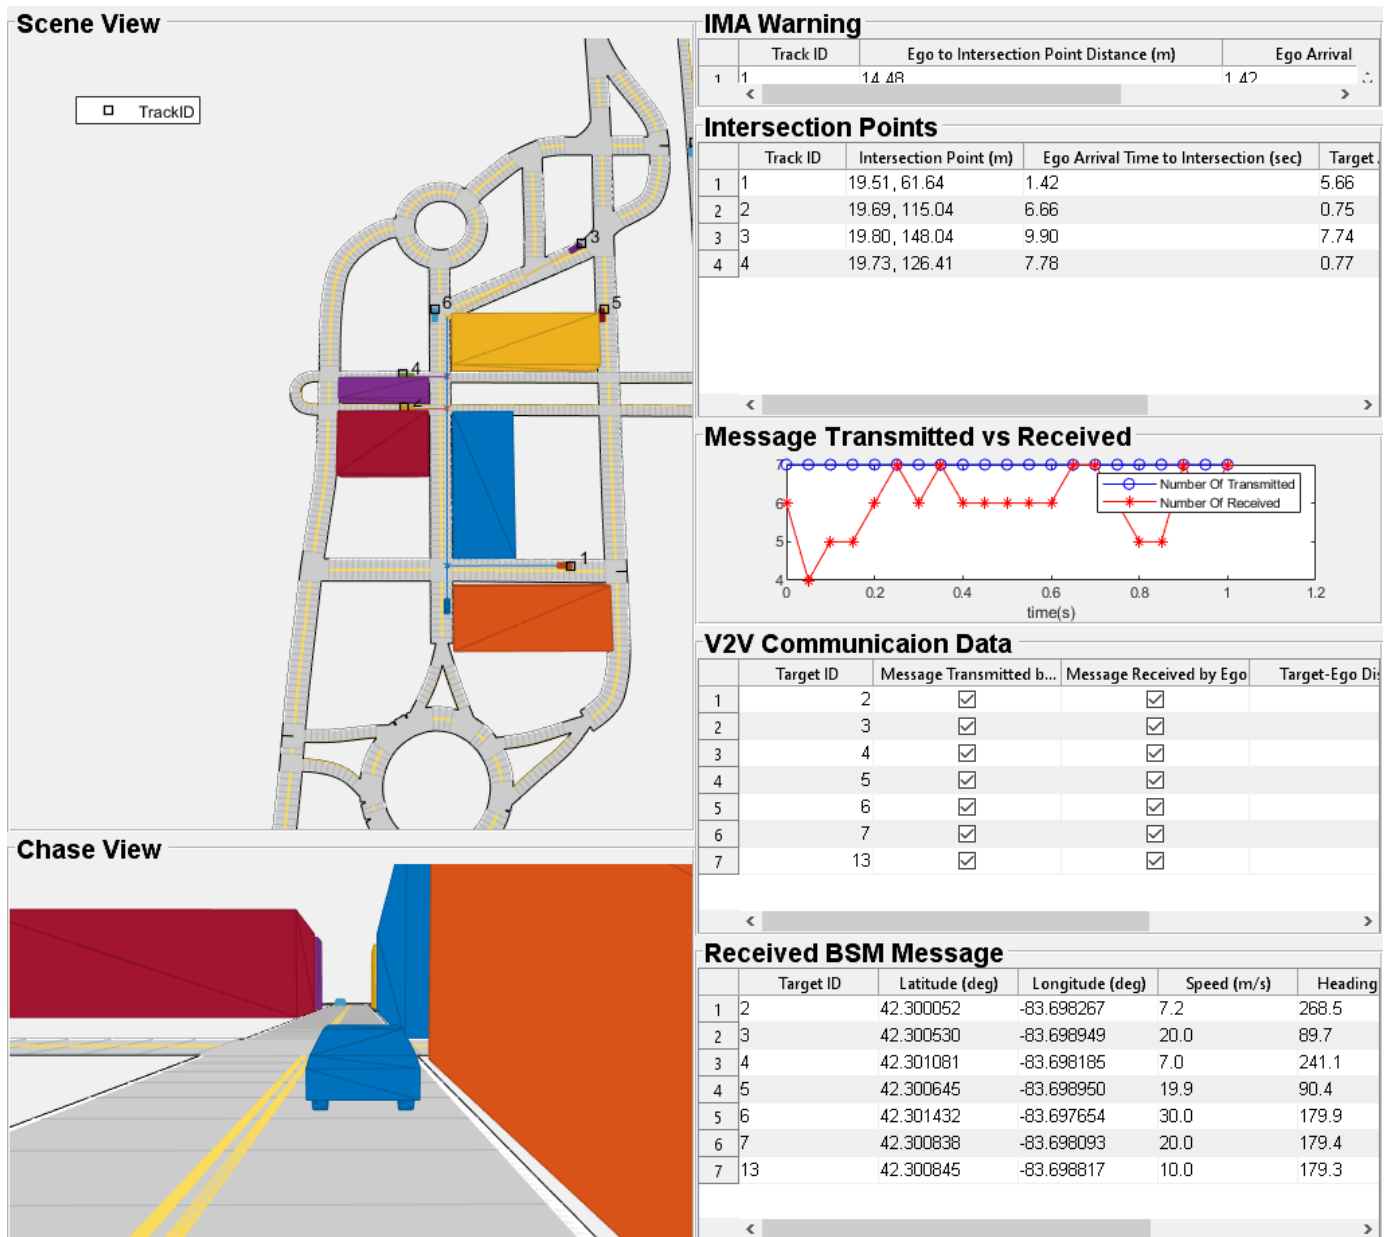 Scene View
TrackID
3
6
5
4
2
1
Chase View
IMA Warning
Track ID Ego to Intersection Point Distance (m) Ego Arrival
1 1 14.48 1.42
Intersection Points
Track ID Intersection Point (m) Ego Arrival Time to Intersection (sec) Target
1 1 19.51, 61.64 1.42 5.66
2 2 19.69, 115.04 6.66 0.75
3 3 19.80, 148.04 9.90 7.74
4 4 19.73, 126.41 7.78 0.77
Message Transmitted vs Received
7
6
5
4
Number Of Transmitted
Number Of Received
0 0.2 0.4 0.6 0.8 1 1.2
time(s)
V2V Communicaion Data
Target ID Message Transmitted b... Message Received by Ego Target-Ego Dis
1 2
2 3
3 4
4 5
5 6
6 7
7 13
Received BSM Message
Target ID Latitude (deg) Longitude (deg) Speed (m/s) Heading
1 2 42.300052 -83.698267 7.2 268.5
2 3 42.300530 -83.698949 20.0 89.7
3 4 42.301081 -83.698185 7.0 241.1
4 5 42.300645 -83.698950 19.9 90.4
5 6 42.301432 -83.697654 30.0 179.9
6 7 42.300838 -83.698093 20.0 179.4
7 13 42.300845 -83.698817 10.0 179.3